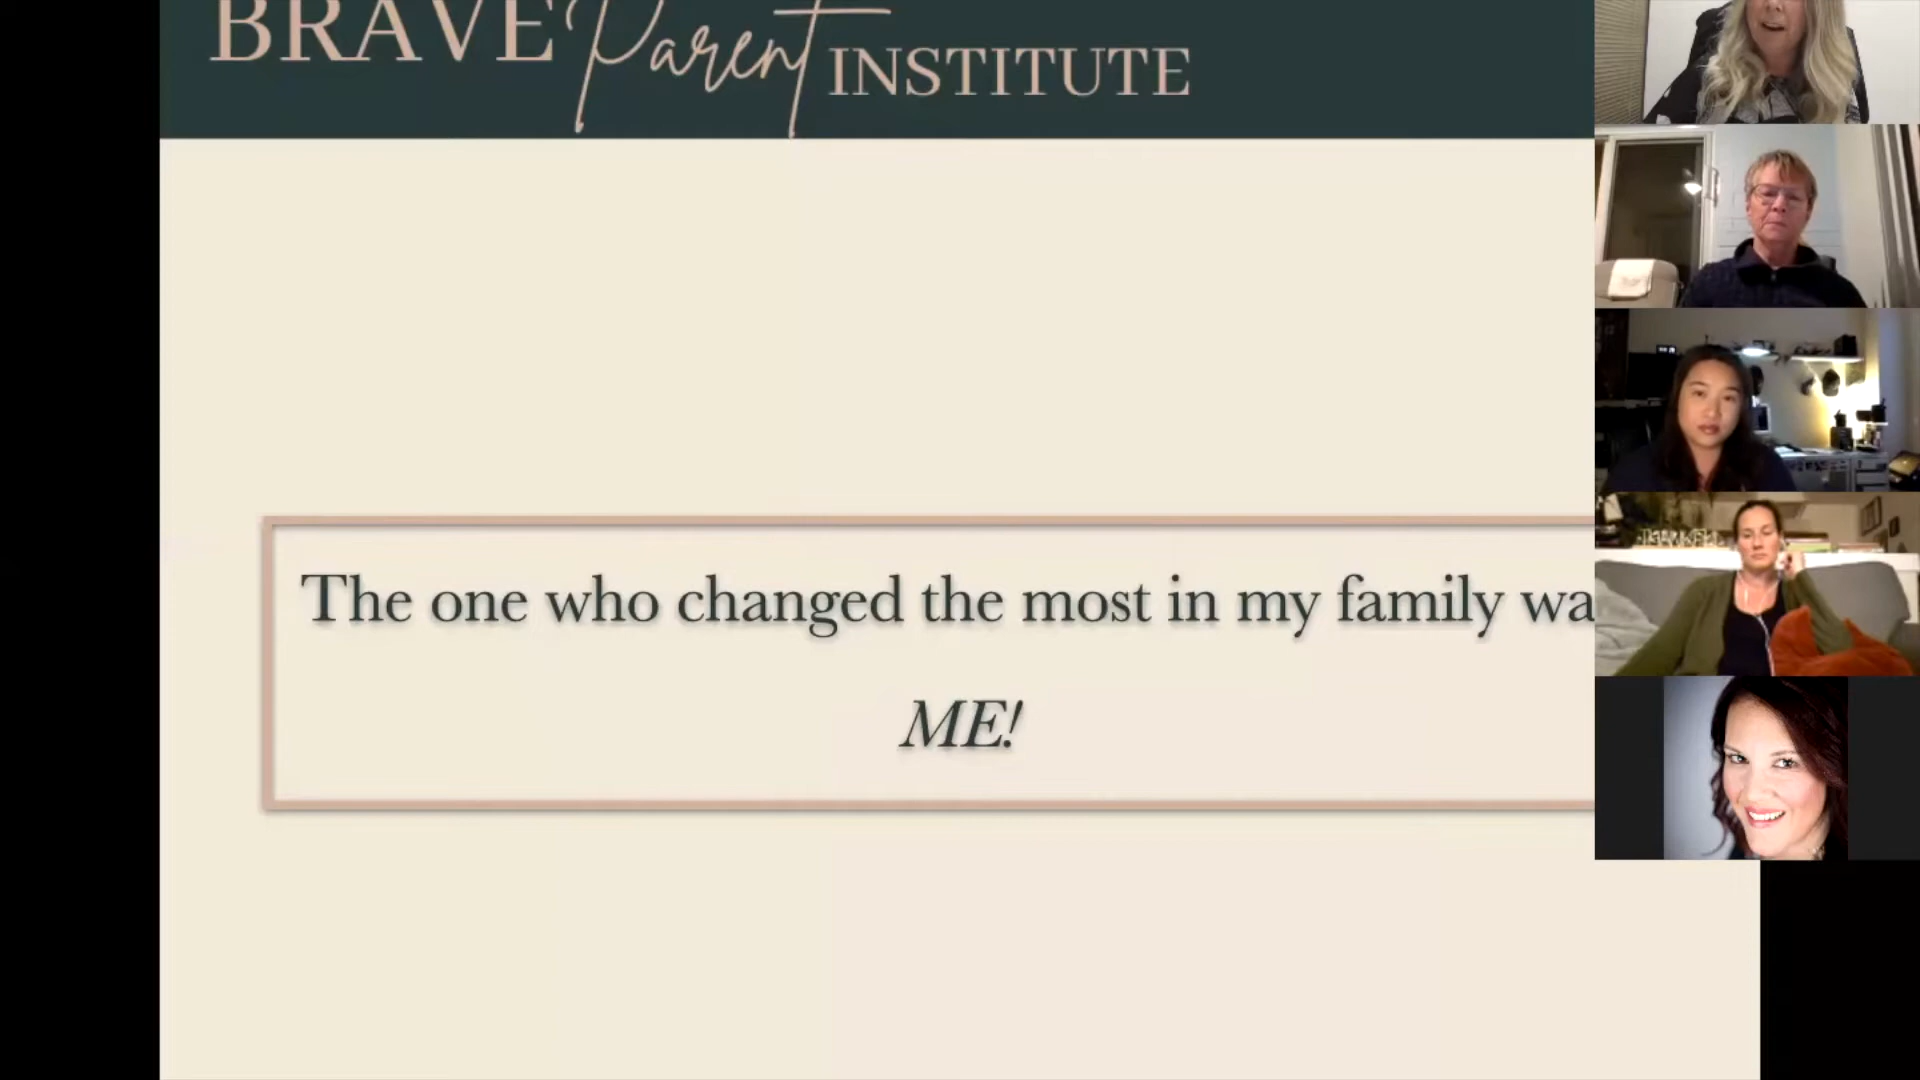 BRAVE Parent INSTITUTE
The one who changed the most in my family wa
ME!